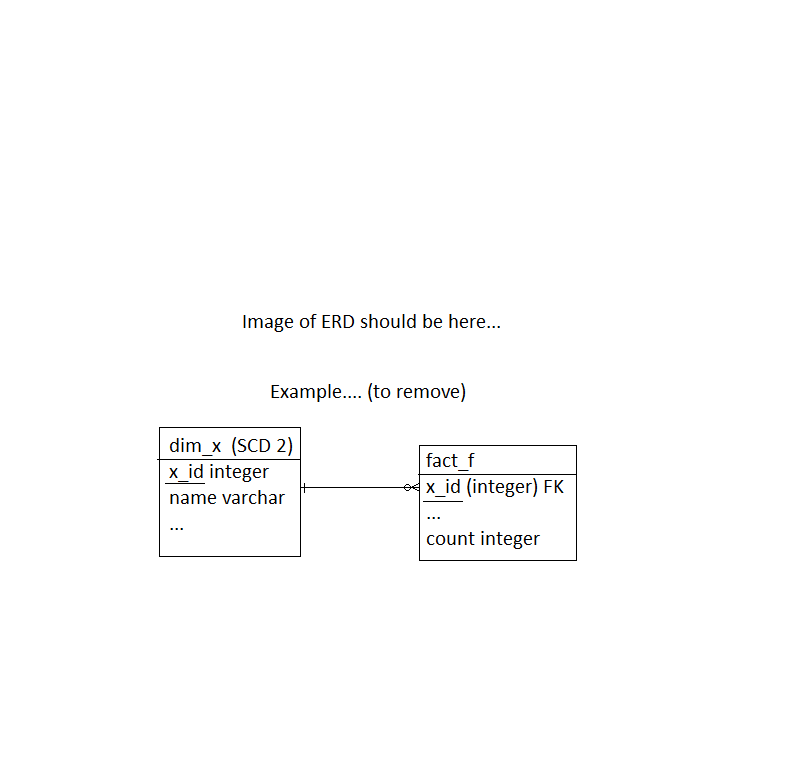 Image of ERD should be here...
Example.... (to remove)
dim_x (SCD 2)
x_id integer
name varchar
...
fact_f
x_id (integer) FK
...
count integer